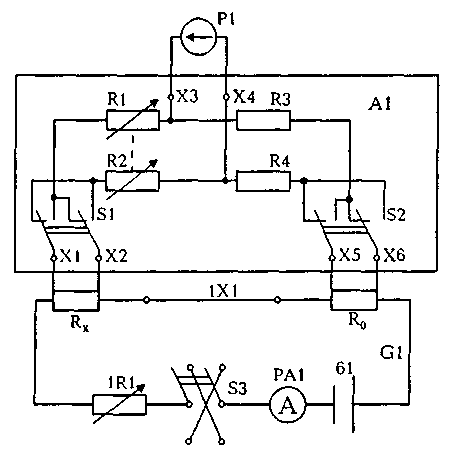 P1
R1 X3 X4 R3 A1
R2 R4
S1 S2
X1 X2 X5 X6
1X1
Rx R0
G1
1R1 S3 PA1 61
A